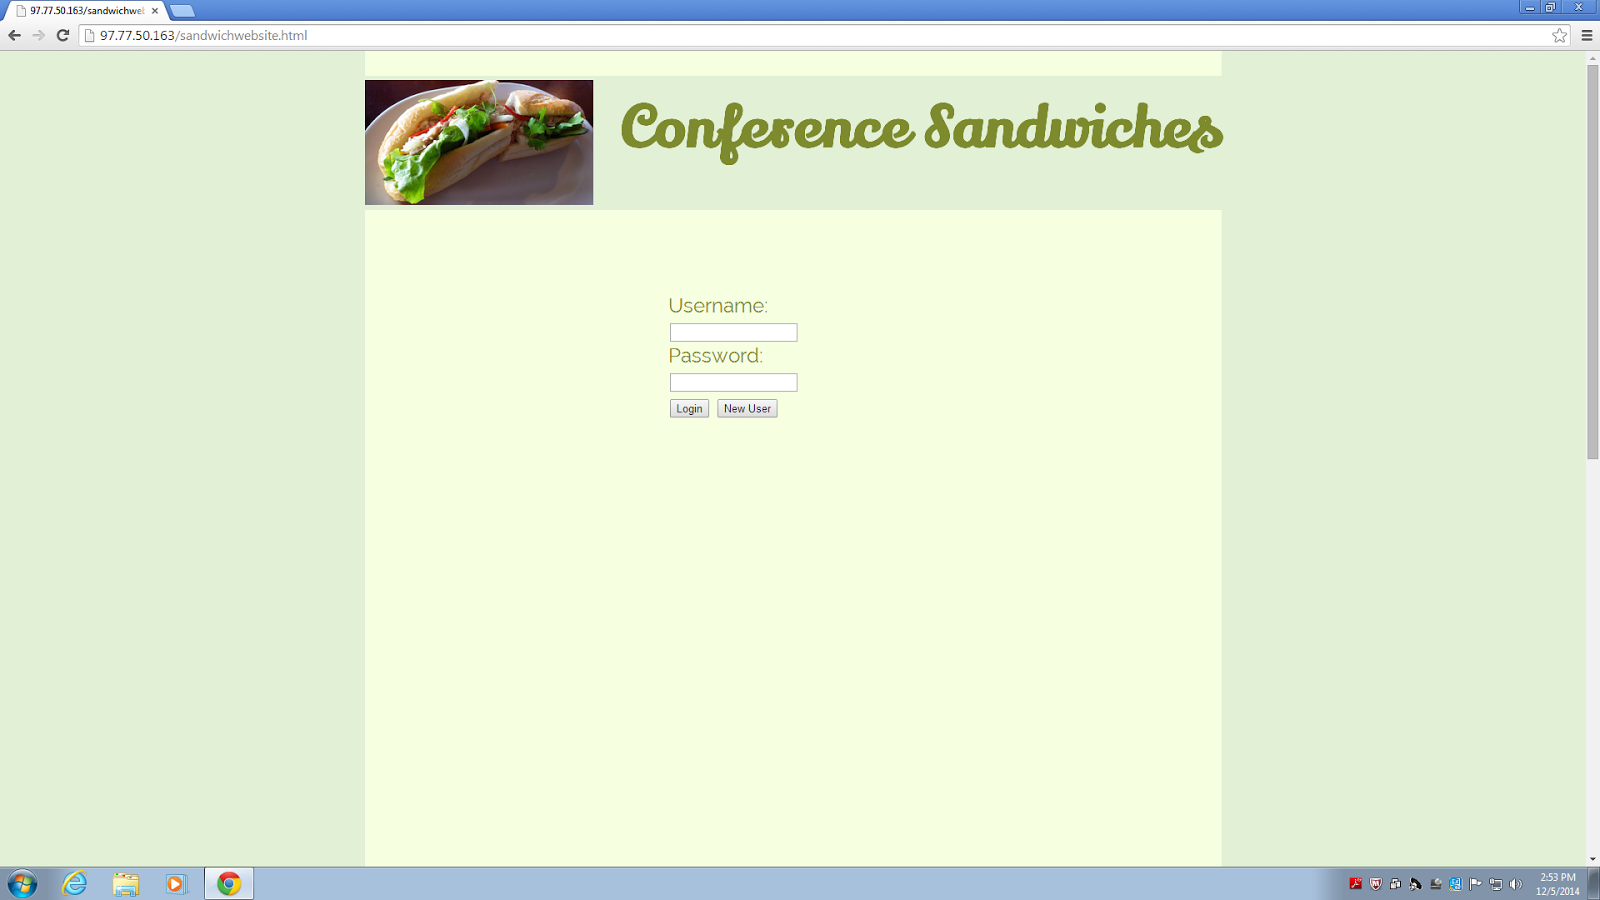 97.77.50.163/sandwichweb
97.77.50.163/sandwichwebsite.html
Conference Sandwiches
Username:
Password:
Login New User
2:53 PM
12/5/2014